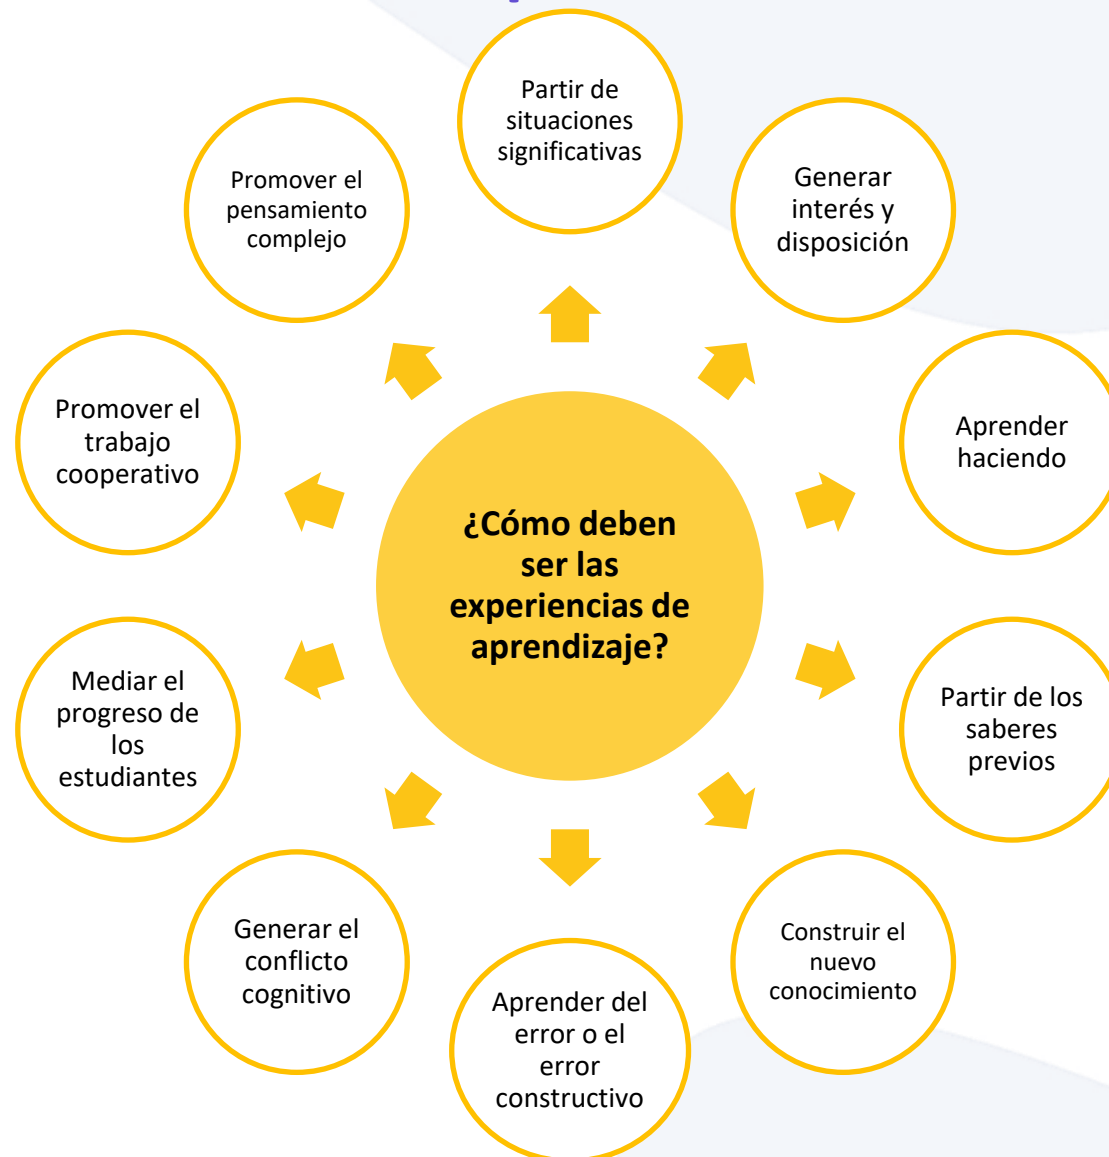 Partir de
situaciones
significativas
Generar
interés y
disposición
Aprender
haciendo
Partir de los
saberes
previos
Construir el
nuevo
conocimiento
Aprender del
error o el
error
constructivo
Generar el
conflicto
cognitivo
Mediar el
progreso de
los
estudiantes
Promover el
trabajo
cooperativo
Promover el
pensamiento
complejo
¿Cómo deben
ser las
experiencias de
aprendizaje?